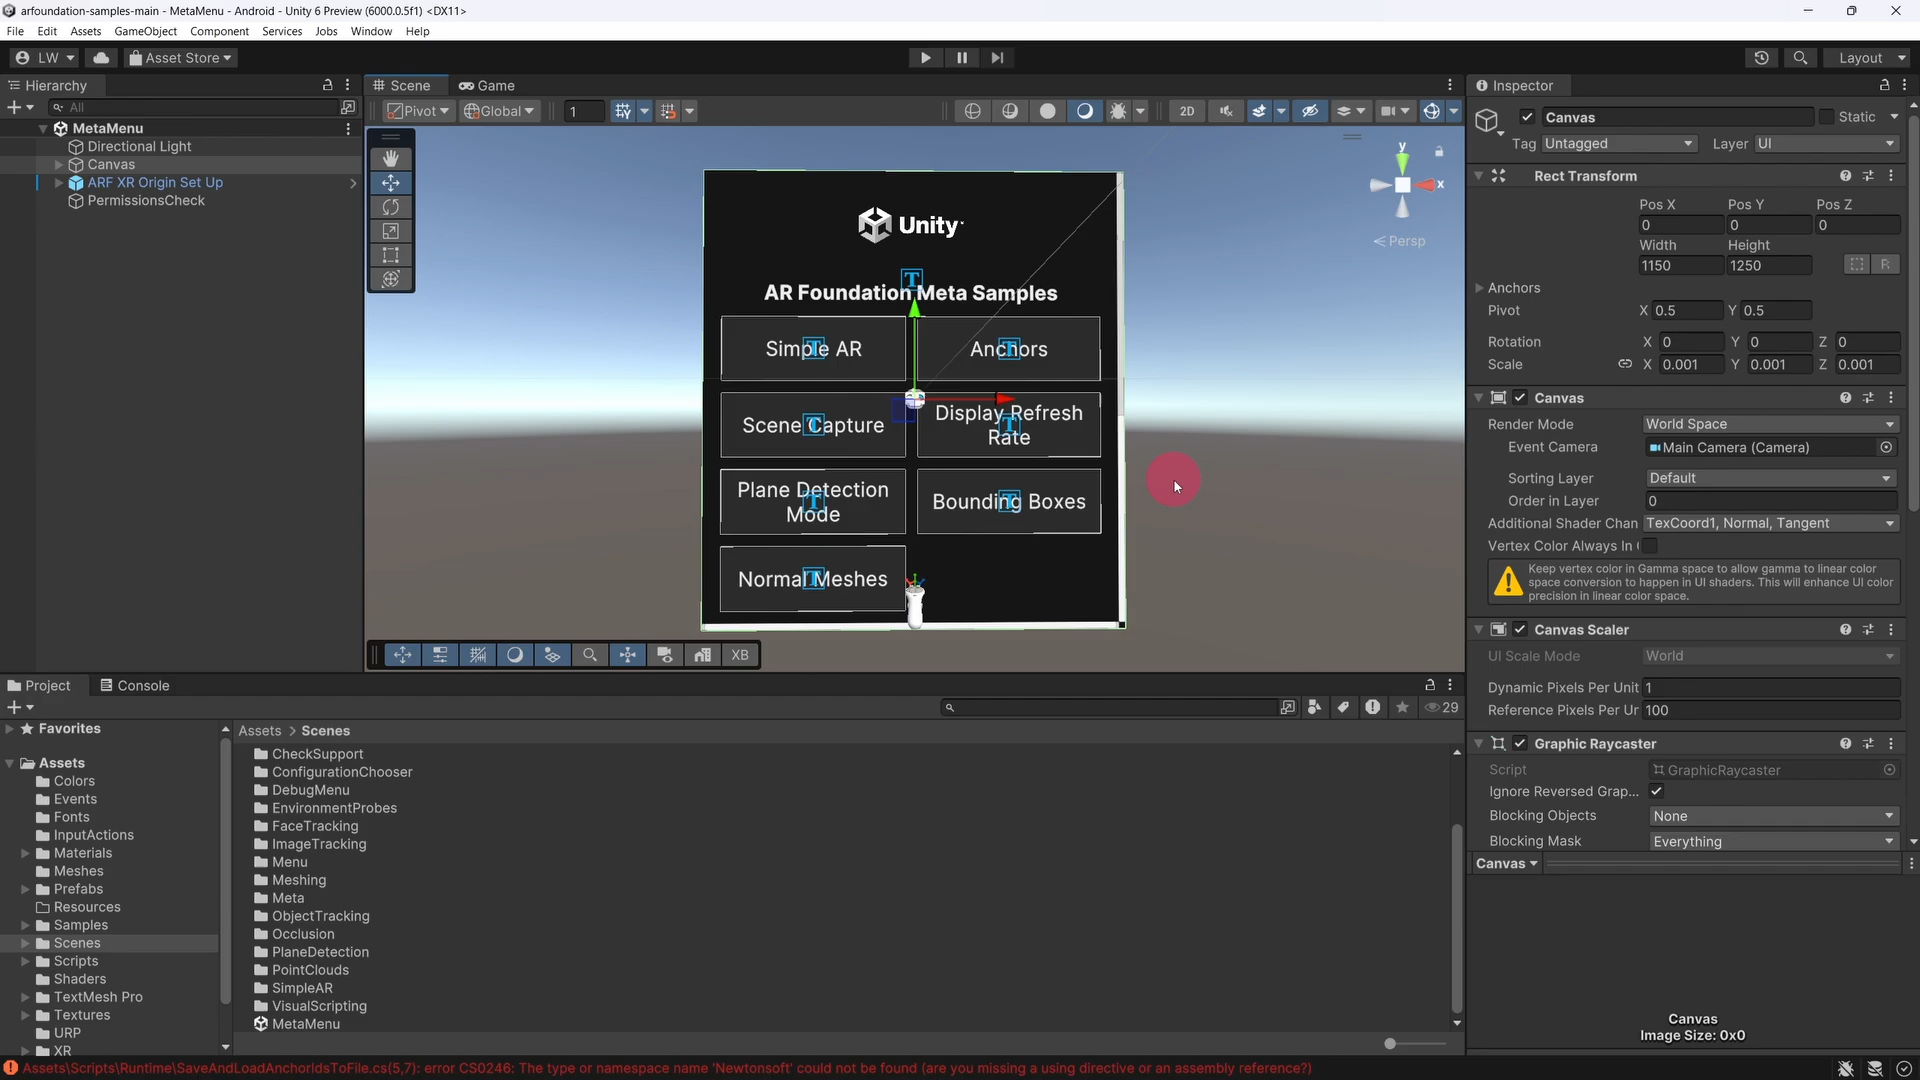 arfoundation-samples-main - MetaMenu - Android - Unity 6 Preview (6000.0.5f1) <DX11>
File Edit Assets GameObject Component Services Jobs Window Help
LW Asset Store Layout
Hierarchy
All
MetaMenu
Directional Light
Canvas
ARF XR Origin Set Up
PermissionsCheck
Scene Game
Pivot Global 1 2D
y
x
Persp
Unity
AR Foundation Meta Samples
Simple AR
Anchors
Scene Capture
Display Refresh
Rate
Plane Detection
Mode
Bounding Boxes
Normal Meshes
XB
Inspector
Canvas Static
Tag Untagged Layer UI
Rect Transform
Pos X Pos Y Pos Z
0 0 0
Width Height
1150 1250 R
Anchors
Pivot X 0.5 Y 0.5
Rotation X 0 Y 0 Z 0
Scale X 0.001 Y 0.001 Z 0.001
Canvas
Render Mode World Space
Event Camera Main Camera (Camera)
Sorting Layer Default
Order in Layer 0
Additional Shader Chan TexCoord1, Normal, Tangent
Vertex Color Always In (
Keep vertex color in Gamma space to allow gamma to linear color
space conversion to happen in UI shaders. This will enhance UI color
precision in linear color space.
Canvas Scaler
UI Scale Mode World
Dynamic Pixels Per Unit 1
Reference Pixels Per Ur 100
Graphic Raycaster
Script GraphicRaycaster
Ignore Reversed Grap...
Blocking Objects None
Blocking Mask Everything
Canvas
Canvas
Image Size: 0x0
Project Console
29
Favorites
Assets
Colors
Events
Fonts
InputActions
Materials
Meshes
Prefabs
Resources
Samples
Scenes
Scripts
Shaders
TextMesh Pro
Textures
URP
XR
Assets > Scenes
CheckSupport
ConfigurationChooser
DebugMenu
EnvironmentProbes
FaceTracking
ImageTracking
Menu
Meshing
Meta
ObjectTracking
Occlusion
PlaneDetection
PointClouds
SimpleAR
VisualScripting
MetaMenu
Assets\Scripts\Runtime\SaveAndLoadAnchorIdsToFile.cs(5,7): error CS0246: The type or namespace name 'Newtonsoft' could not be found (are you missing a using directive or an assembly reference?)